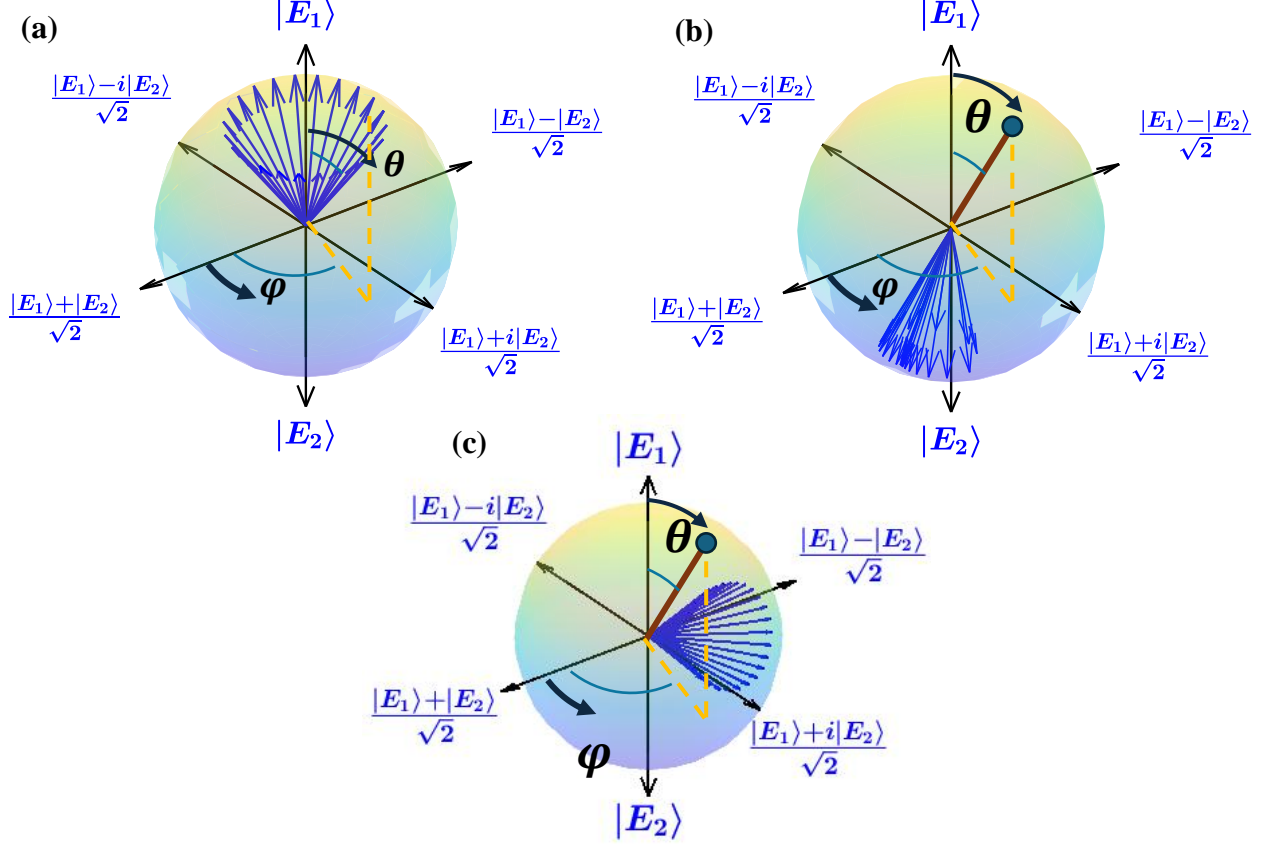 (a)
|E₁⟩
(b)
|E₁⟩
|E₁⟩−i|E₂⟩
√2
|E₁⟩−|E₂⟩
√2
θ
φ
|E₁⟩+|E₂⟩
√2
|E₁⟩+i|E₂⟩
√2
|E₂⟩
|E₁⟩−i|E₂⟩
√2
|E₁⟩−|E₂⟩
√2
θ
φ
|E₁⟩+|E₂⟩
√2
|E₁⟩+i|E₂⟩
√2
|E₂⟩
(c)
|E₁⟩
|E₁⟩−i|E₂⟩
√2
θ
|E₁⟩−|E₂⟩
√2
|E₁⟩+|E₂⟩
√2
φ
|E₁⟩+i|E₂⟩
√2
|E₂⟩